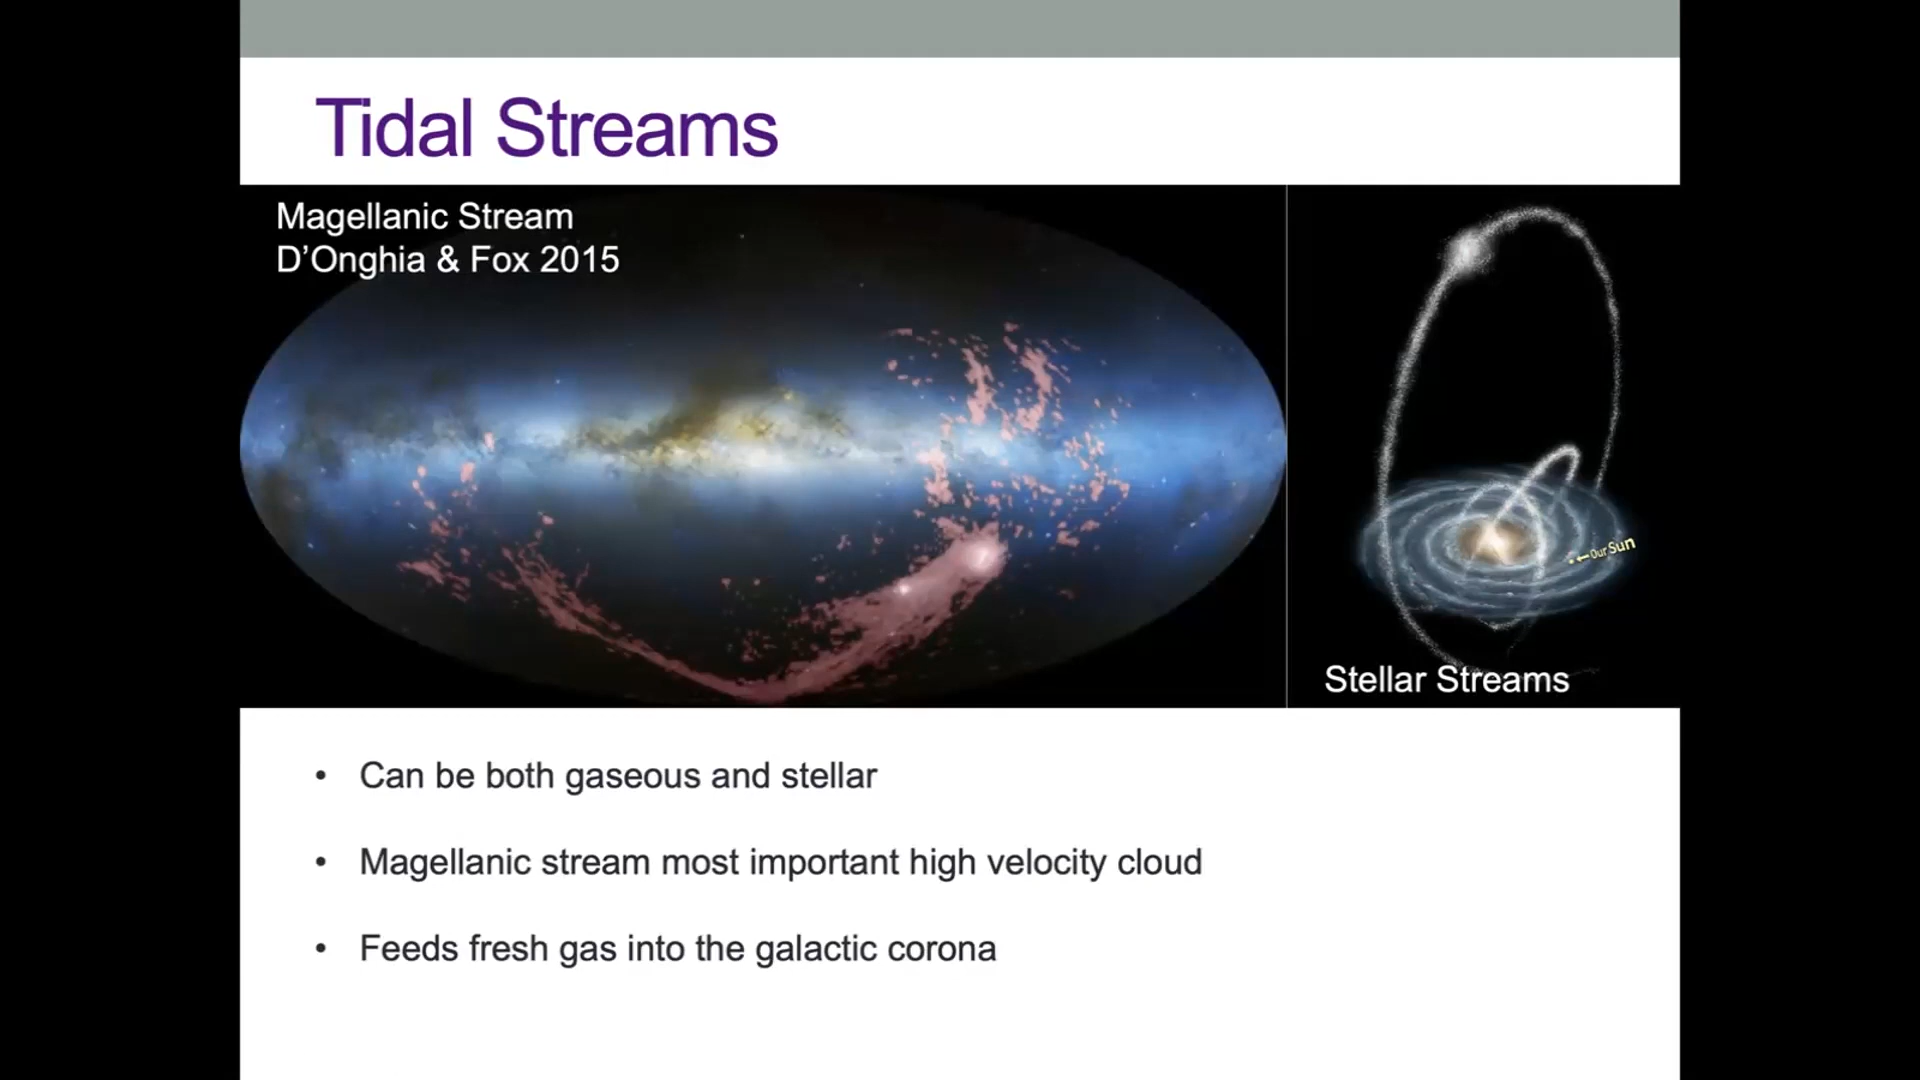 Tidal Streams
Magellanic Stream
D’Onghia & Fox 2015
Our Sun
Stellar Streams
• Can be both gaseous and stellar
• Magellanic stream most important high velocity cloud
• Feeds fresh gas into the galactic corona